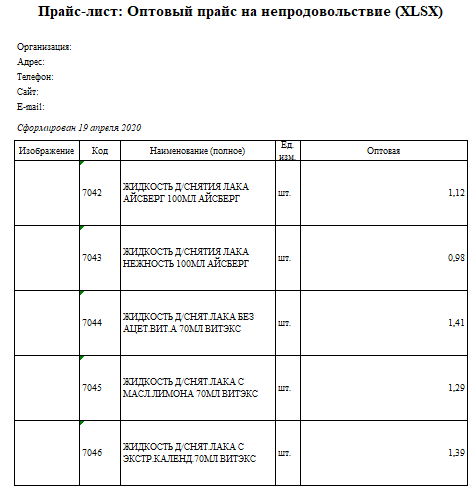 Прайс-лист: Оптовый прайс на непродовольствие (XLSX)
Организация:
Адрес:
Телефон:
Сайт:
E-mail:
Сформирован 19 апреля 2020
Изображение Код Наименование (полное) Ед. изм. Оптовая
7042 ЖИДКОСТЬ Д/СНЯТИЯ ЛАКА
АЙСБЕРГ 100МЛ АЙСБЕРГ шт. 1,12
7043 ЖИДКОСТЬ Д/СНЯТИЯ ЛАКА
НЕЖНОСТЬ 100МЛ АЙСБЕРГ шт. 0,98
7044 ЖИДКОСТЬ Д/СНЯТ.ЛАКА БЕЗ
АЦЕТ.ВИТ.А 70МЛ ВИТЭКС шт. 1,41
7045 ЖИДКОСТЬ Д/СНЯТ.ЛАКА С
МАСЛ.ЛИМОНА 70МЛ ВИТЭКС шт. 1,29
7046 ЖИДКОСТЬ Д/СНЯТ.ЛАКА С
ЭКСТР.КАЛЕНД.70МЛ ВИТЭКС шт. 1,39